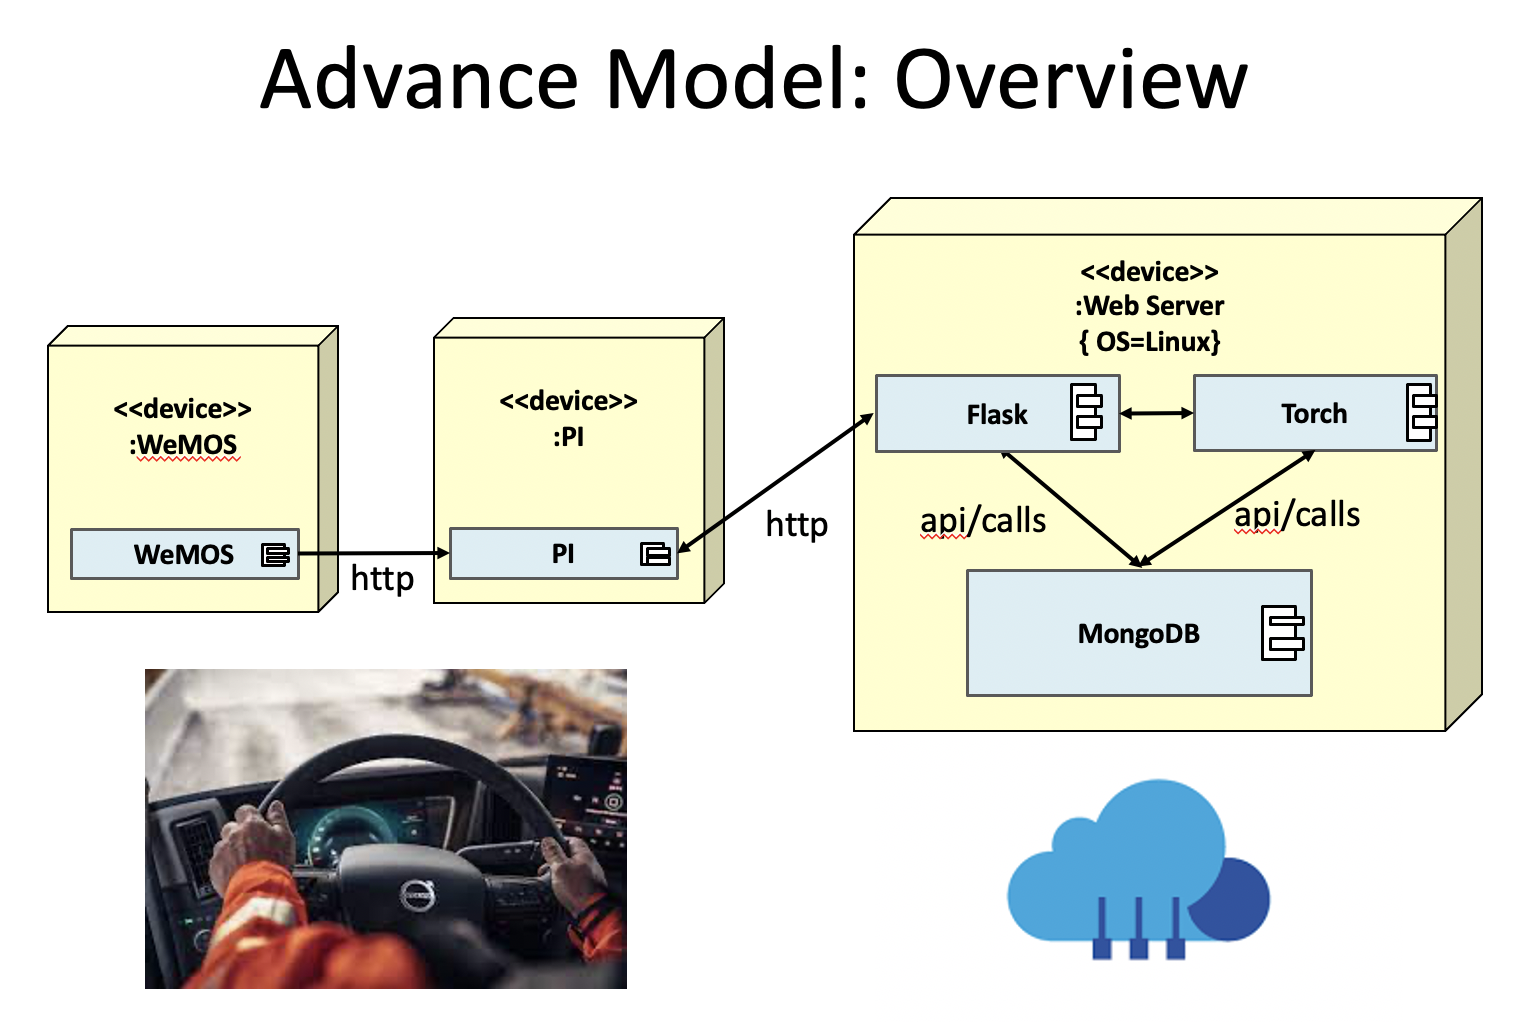 Advance Model: Overview
<<device>>
:WeMOS
WeMOS
http
<<device>>
:PI
PI
http
<<device>>
:Web Server
{ OS=Linux}
Flask
Torch
api/calls
api/calls
MongoDB